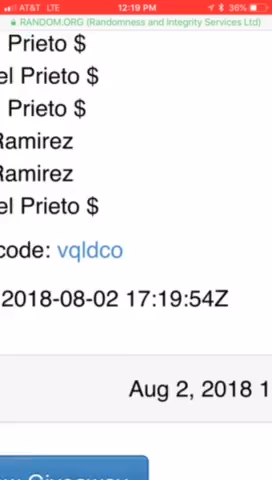 AT&T LTE 12:19 PM 36%
RANDOM.ORG (Randomness and Integrity Services Ltd)
Prieto $
el Prieto $
Prieto $
Ramirez
Ramirez
el Prieto $
code: vqldco
2018-08-02 17:19:54Z
Aug 2, 2018 1
Giveaway